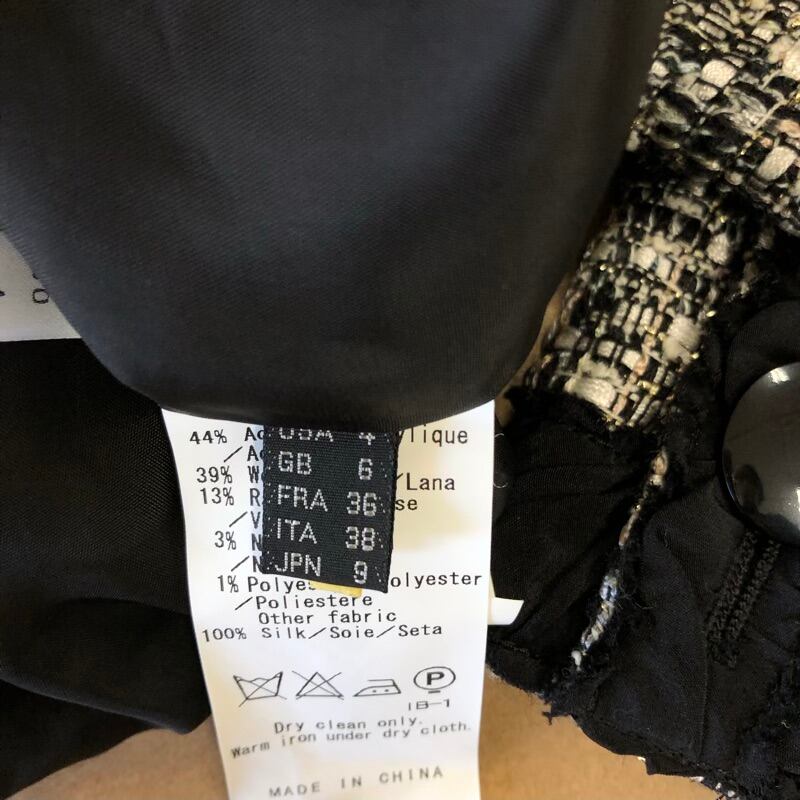 USA 4
GB 6
FRA 36
ITA 38
JPN 9
44% ylique
39% /Lana
13% se
3%
1% Polye olyester
/Poliestere
Other fabric
100% Silk/Soie/Seta
P
IB-1
Dry clean only.
Warm iron under dry cloth.
MADE IN CHINA